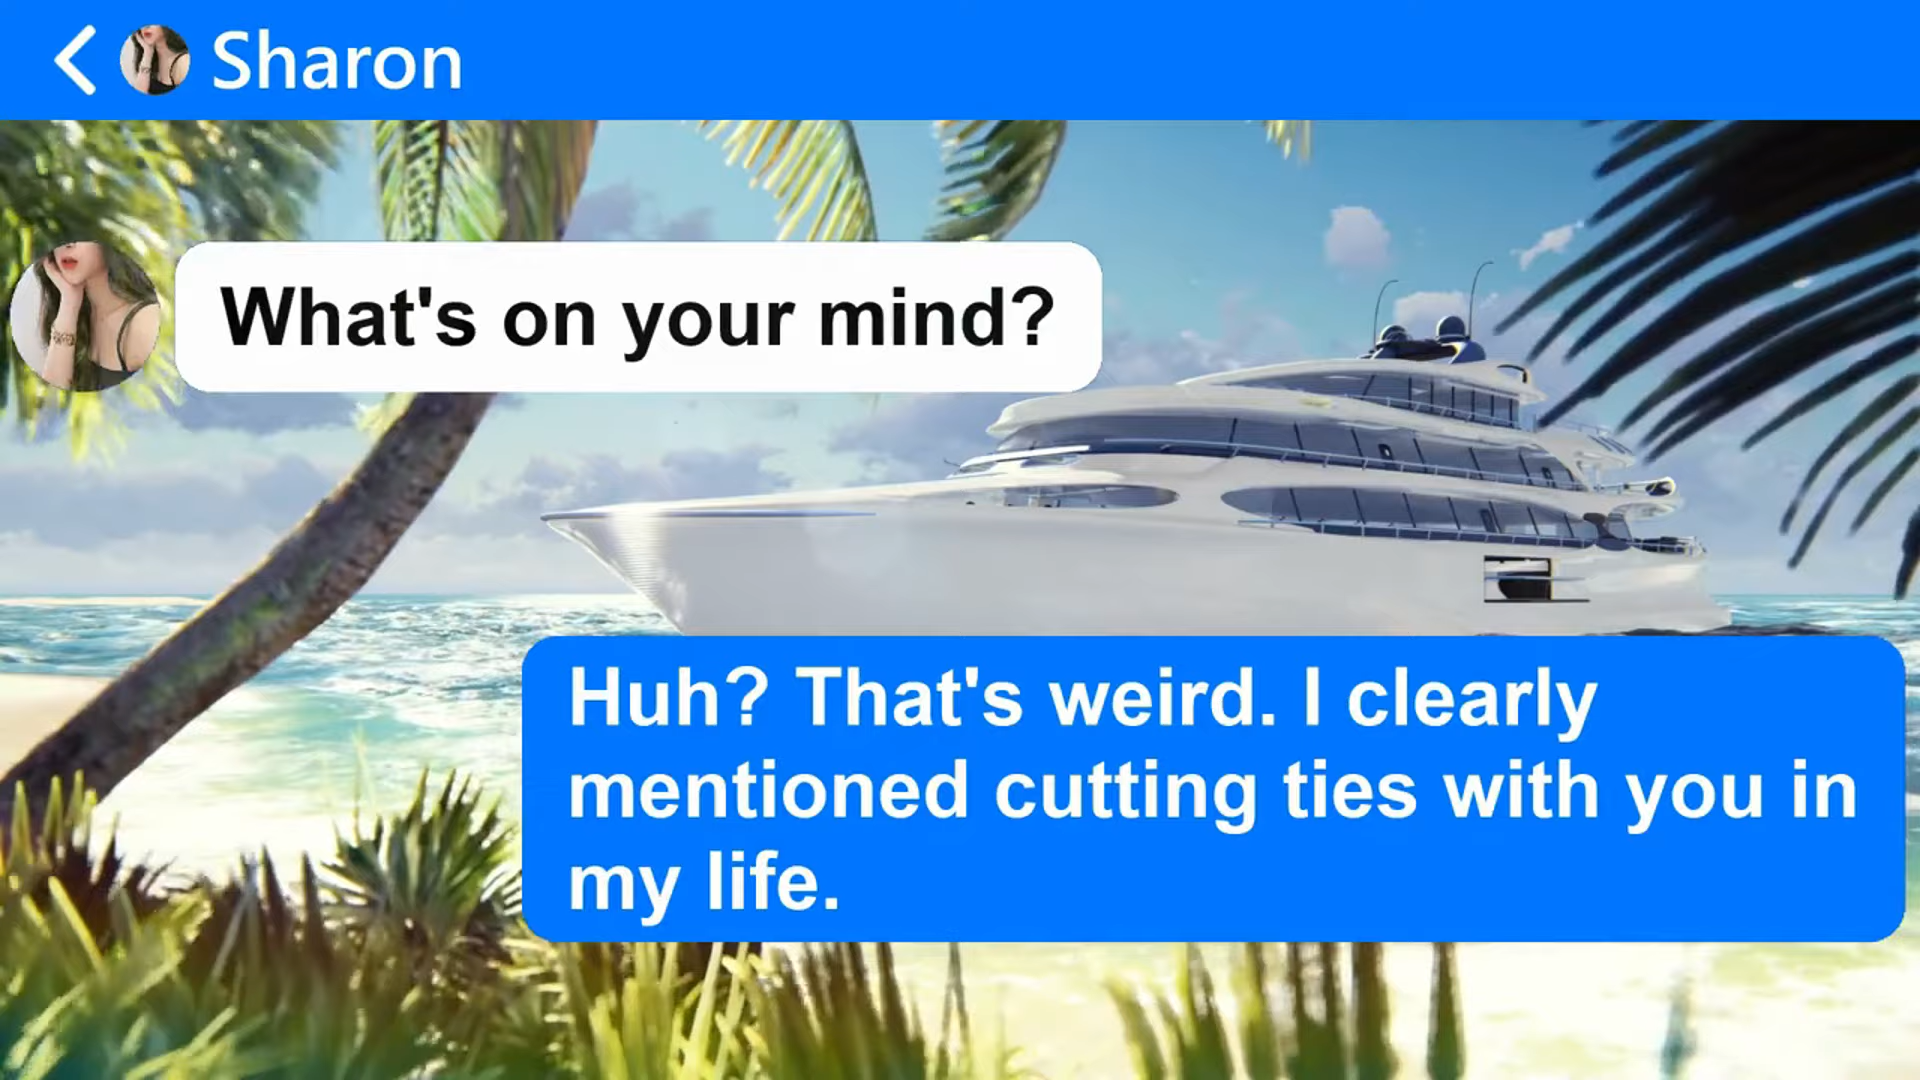 Sharon
What's on your mind?
Huh? That's weird. I clearly
mentioned cutting ties with you in
my life.